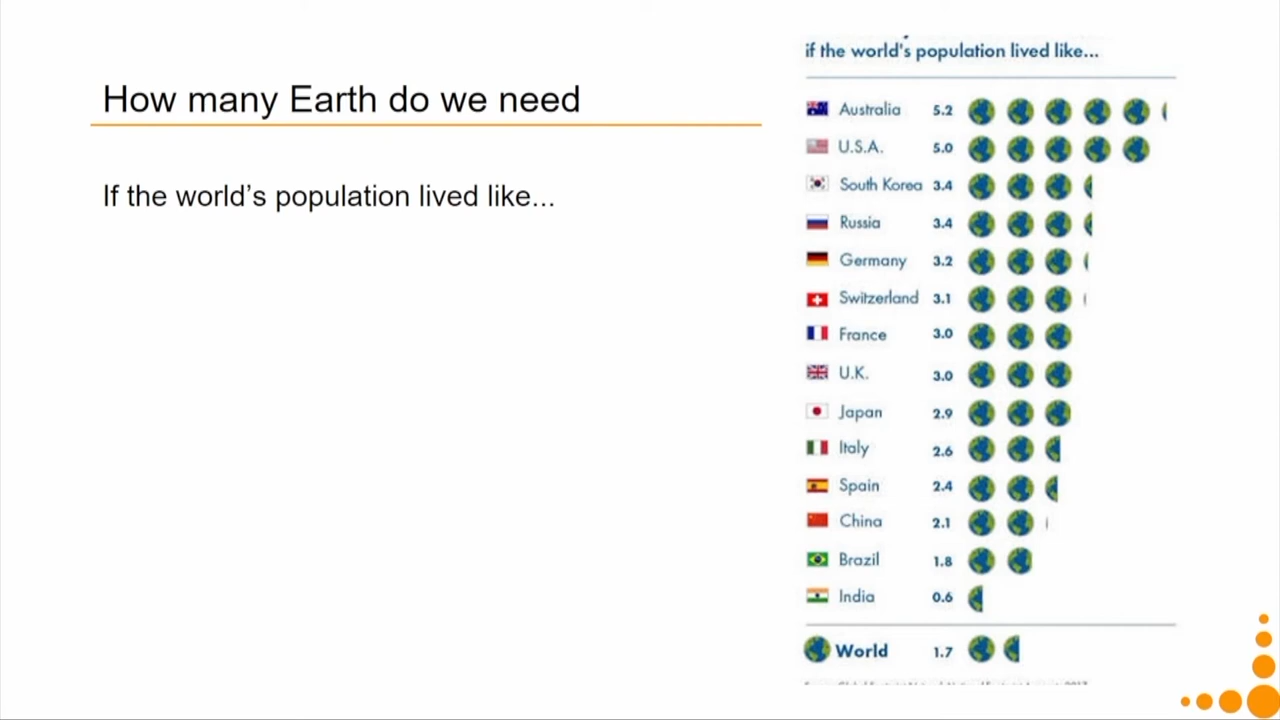 How many Earth do we need
If the world’s population lived like...
if the world's population lived like...
Australia 5.2
U.S.A. 5.0
South Korea 3.4
Russia 3.4
Germany 3.2
Switzerland 3.1
France 3.0
U.K. 3.0
Japan 2.9
Italy 2.6
Spain 2.4
China 2.1
Brazil 1.8
India 0.6
World 1.7